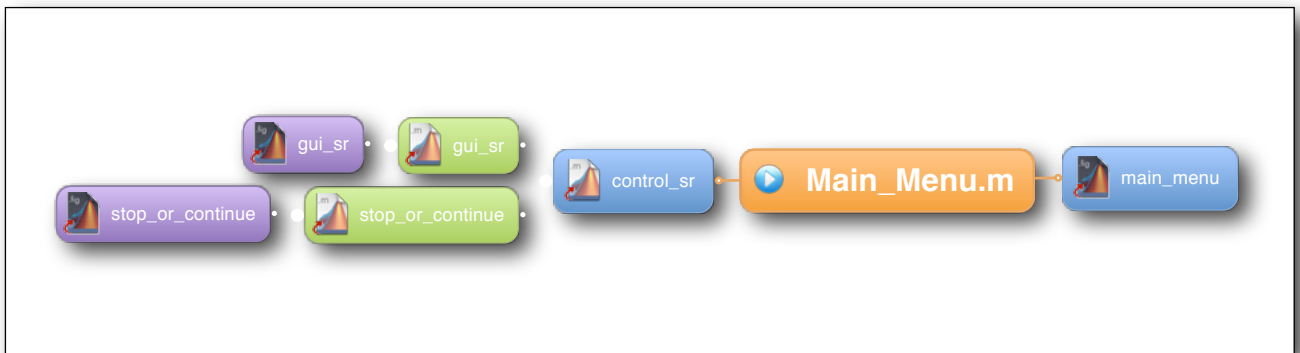 gui_sr
gui_sr
stop_or_continue
stop_or_continue
control_sr
Main_Menu.m
main_menu